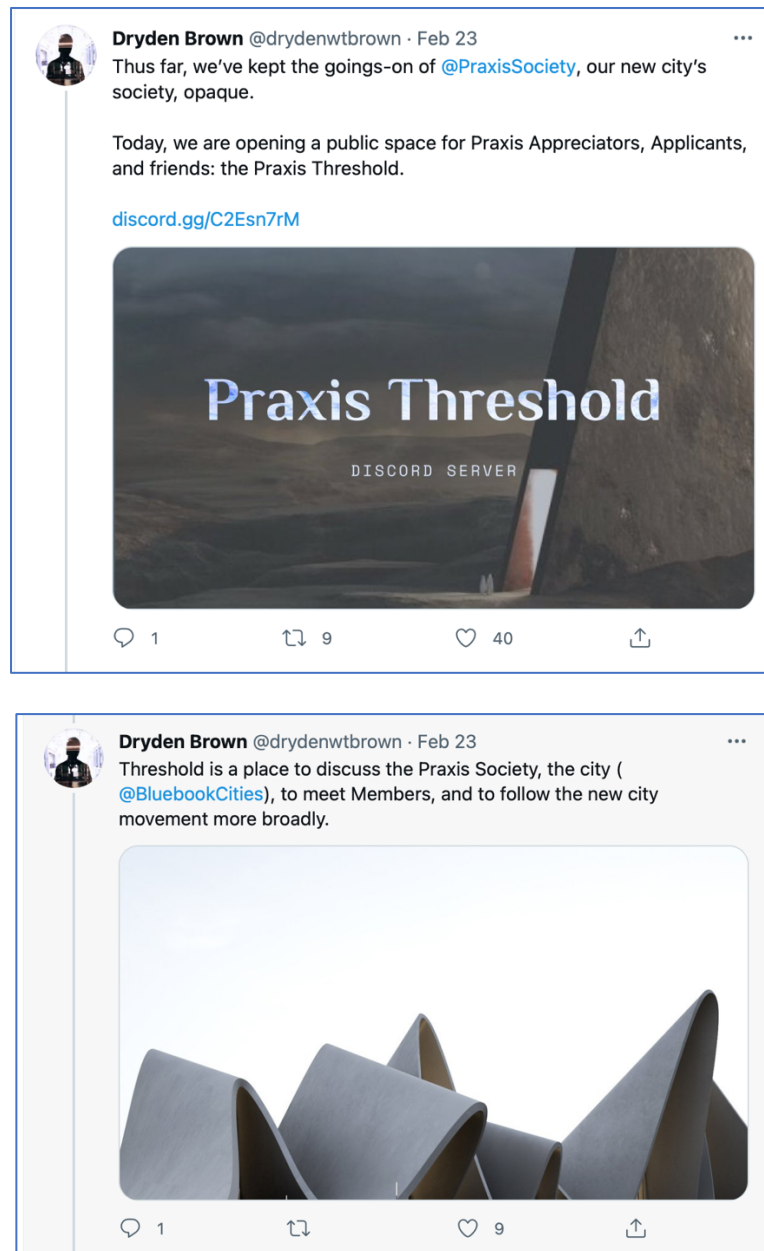 Dryden Brown @drydenwtbrown · Feb 23
Thus far, we’ve kept the goings-on of @PraxisSociety, our new city’s
society, opaque.
Today, we are opening a public space for Praxis Appreciators, Applicants,
and friends: the Praxis Threshold.
discord.gg/C2Esn7rM
Praxis Threshold
DISCORD SERVER
1 9 40
Dryden Brown @drydenwtbrown · Feb 23
Threshold is a place to discuss the Praxis Society, the city (
@BluebookCities), to meet Members, and to follow the new city
movement more broadly.
1 9